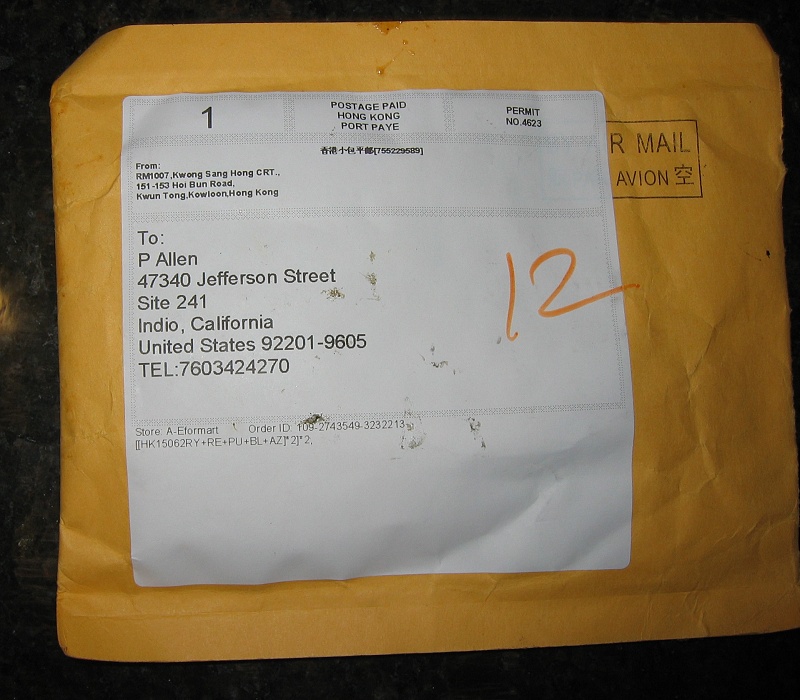 1
POSTAGE PAID
HONG KONG
PORT PAYE
PERMIT
NO.4623
R MAIL
AVION 空
香港小包平邮[755229589]
From:
RM1007,Kwong Sang Hong CRT.,
151-153 Hoi Bun Road,
Kwun Tong,Kowloon,Hong Kong
To:
P Allen
47340 Jefferson Street
Site 241
Indio, California
United States 92201-9605
TEL:7603424270
12
Store: A-Eformart Order ID: 109-2743549-3232213
[[HK15062RY+RE+PU+BL+AZ]*2]*2,